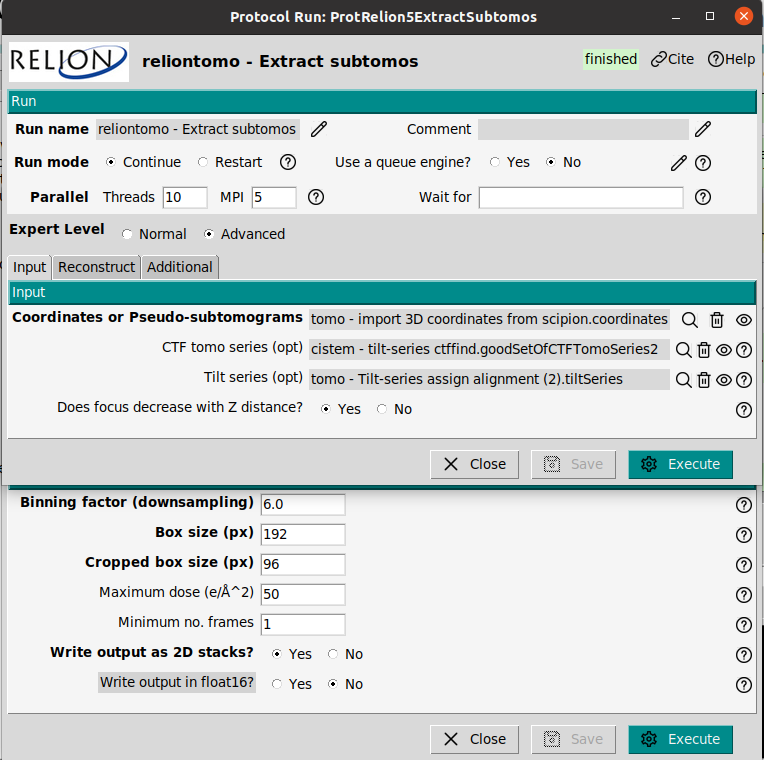 Protocol Run: ProtRelion5ExtractSubtomos
RELION reliontomo - Extract subtomos finished Cite Help
Run
Run name reliontomo - Extract subtomos Comment
Run mode Continue Restart Use a queue engine? Yes No
Parallel Threads 10 MPI 5 Wait for
Expert Level Normal Advanced
Input Reconstruct Additional
Input
Coordinates or Pseudo-subtomograms tomo - import 3D coordinates from scipion.coordinates
CTF tomo series (opt) cistem - tilt-series ctffind.goodSetOfCTFTomoSeries2
Tilt series (opt) tomo - Tilt-series assign alignment (2).tiltSeries
Does focus decrease with Z distance? Yes No
Close Save Execute
Binning factor (downsampling) 6.0
Box size (px) 192
Cropped box size (px) 96
Maximum dose (e/Å^2) 50
Minimum no. frames 1
Write output as 2D stacks? Yes No
Write output in float16? Yes No
Close Save Execute